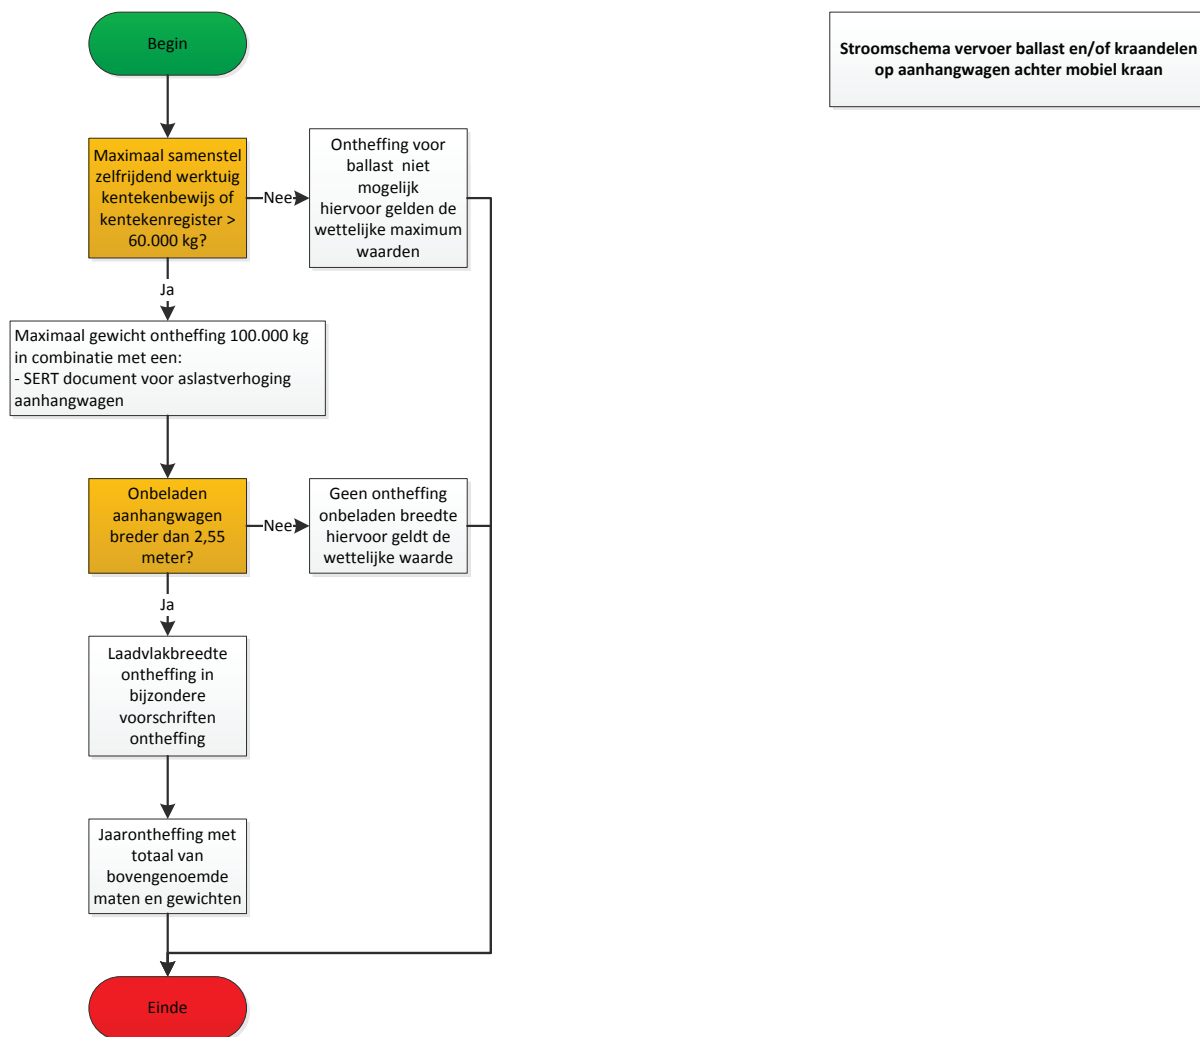 Begin
Stroomschema vervoer ballast en/of kraandelen
op aanhangwagen achter mobiel kraan
Maximaal samenstel
zelfrijdend werktuig
kentekenbewijs of
kentekenregister >
60.000 kg?
Nee
Ontheffing voor
ballast niet
mogelijk
hiervoor gelden de
wettelijke maximum
waarden
Ja
Maximaal gewicht ontheffing 100.000 kg
in combinatie met een:
- SERT document voor aslastverhoging
aanhangwagen
Onbeladen
aanhangwagen
breder dan 2,55
meter?
Nee
Geen ontheffing
onbeladen breedte
hiervoor geldt de
wettelijke waarde
Ja
Laadvlakbreedte
ontheffing in
bijzondere
voorschriften
ontheffing
Jaarontheffing met
totaal van
bovengenoemde
maten en gewichten
Einde